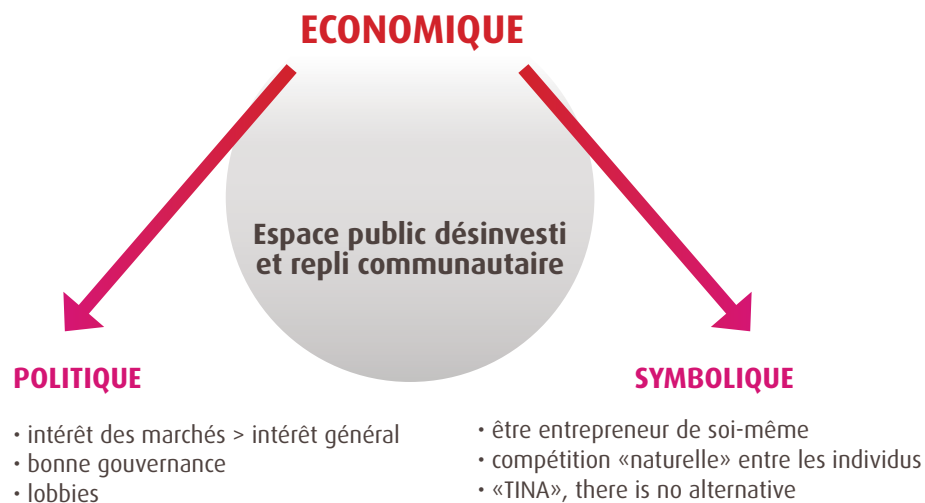 ECONOMIQUE
Espace public désinvesti
et repli communautaire
POLITIQUE
• intérêt des marchés > intérêt général
• bonne gouvernance
• lobbies
SYMBOLIQUE
• être entrepreneur de soi-même
• compétition «naturelle» entre les individus
• «TINA», there is no alternative